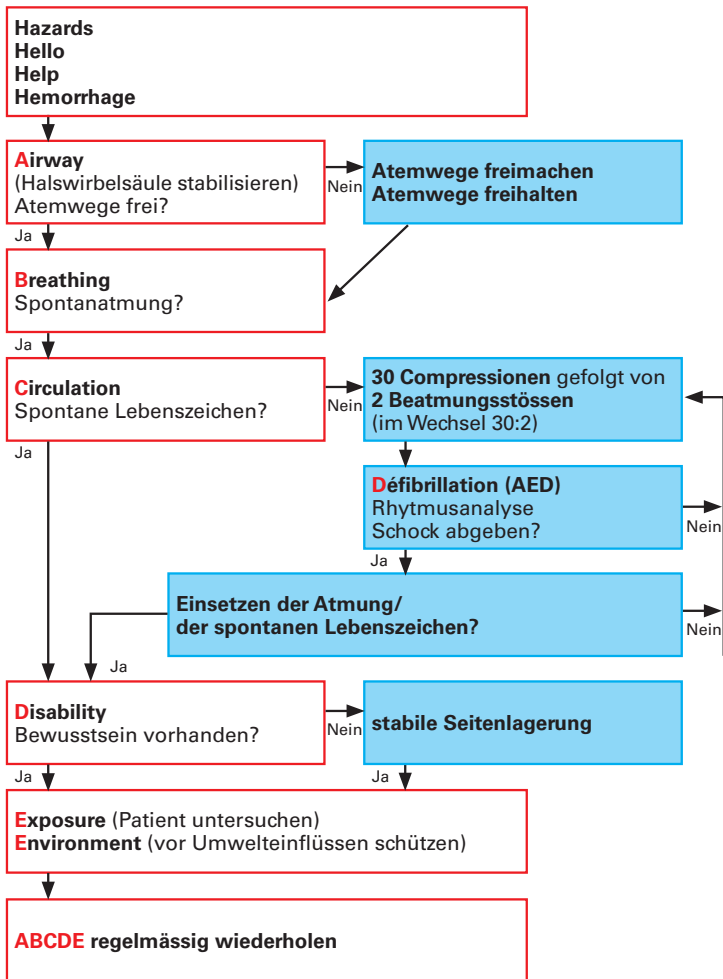 Hazards
Hello
Help
Hemorrhage
Airway
(Halswirbelsäule stabilisieren)
Atemwege frei?
Nein
Atemwege freimachen
Atemwege freihalten
Ja
Breathing
Spontanatmung?
Ja
Circulation
Spontane Lebenszeichen?
Nein
30 Compressionen gefolgt von
2 Beatmungsstössen
(im Wechsel 30:2)
Ja
Défibrillation (AED)
Rhytmusanalyse
Schock abgeben?
Nein
Ja
Einsetzen der Atmung/
der spontanen Lebenszeichen?
Nein
Ja
Disability
Bewusstsein vorhanden?
Nein
stabile Seitenlagerung
Ja
Ja
Exposure (Patient untersuchen)
Environment (vor Umwelteinflüssen schützen)
ABCDE regelmässig wiederholen